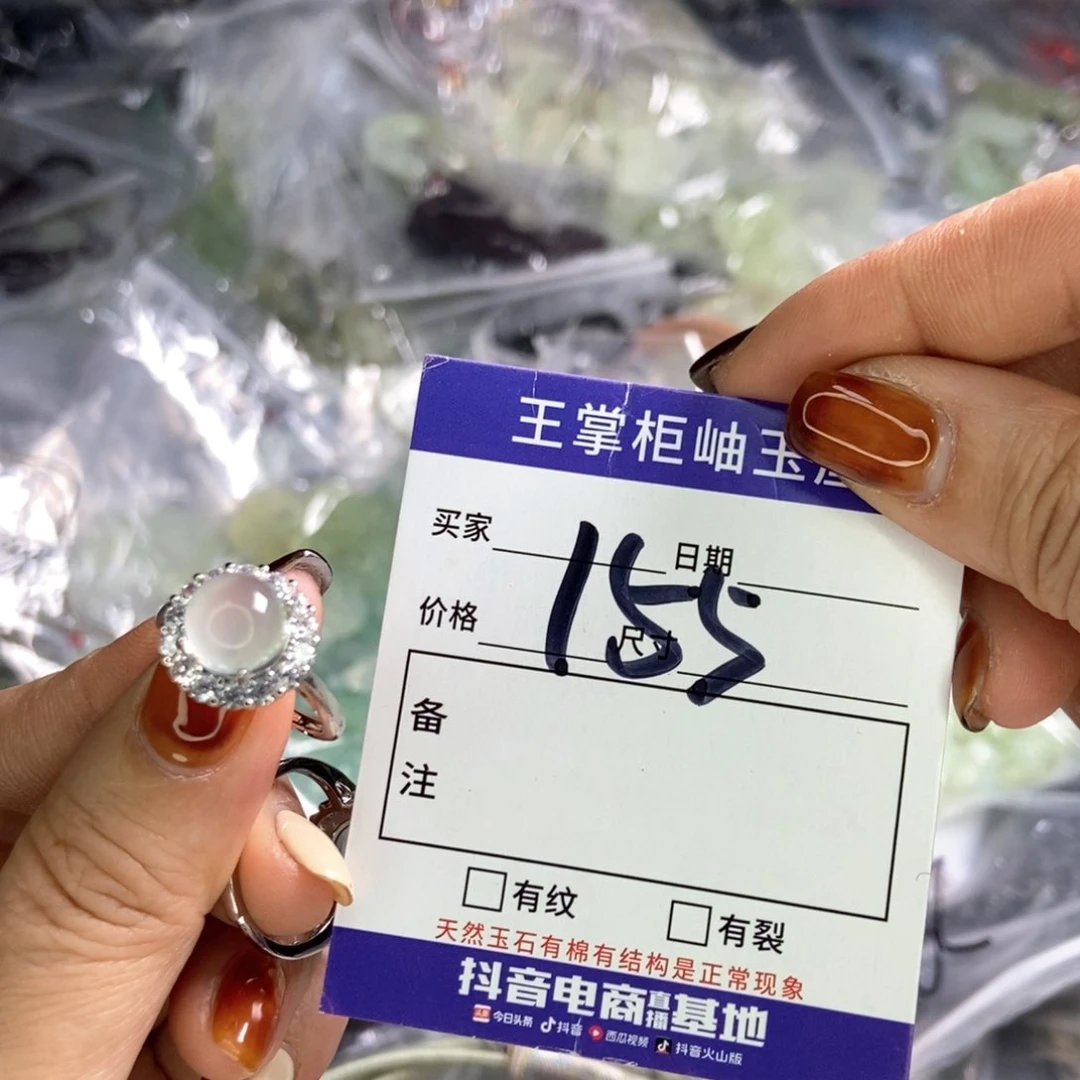 王掌柜岫玉
买家 日期
155
价格 尺寸
备
注
有纹 有裂
天然玉石有棉有结构是正常现象
抖音电商直播基地
头条 今日头条 抖音 西瓜视频 抖音火山版